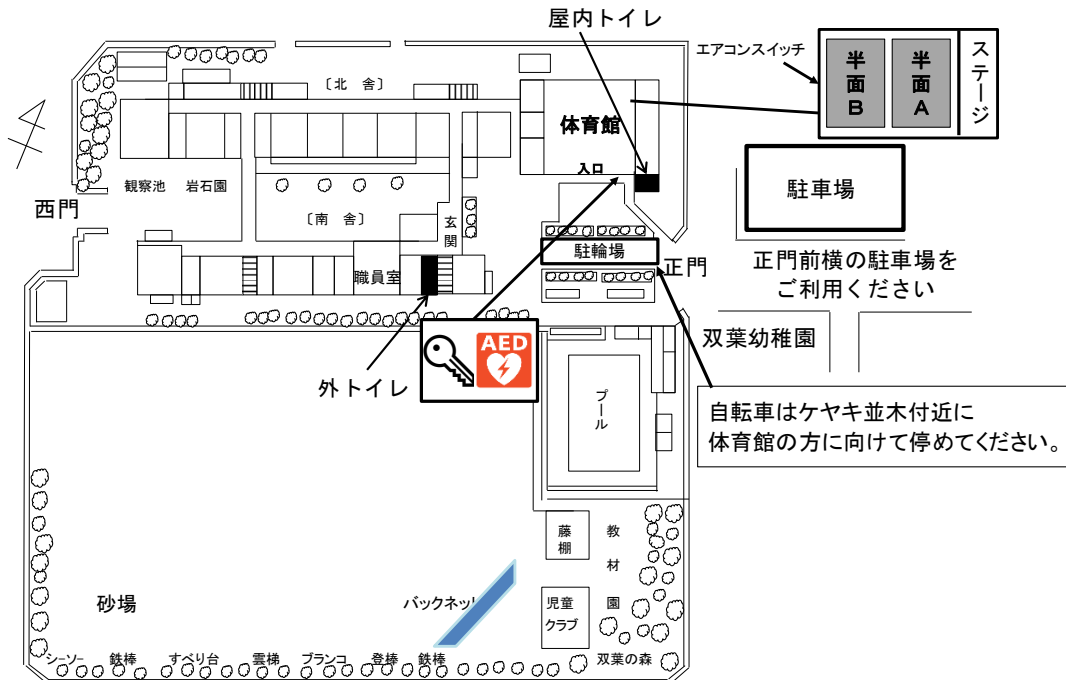 屋内トイレ
エアコンスイッチ
半面B
半面A
ステージ
〔北 舎〕
体育館
入口
駐車場
観察池
岩石園
西門
〔南 舎〕
玄関
駐輪場
正門
正門前横の駐車場を
ご利用ください
職員室
AED
双葉幼稚園
外トイレ
プール
自転車はケヤキ並木付近に
体育館の方に向けて停めてください。
藤棚
教材園
砂場
バックネット
児童
クラブ
シーソー
鉄棒
すべり台
雲梯
ブランコ
登棒
鉄棒
双葉の森